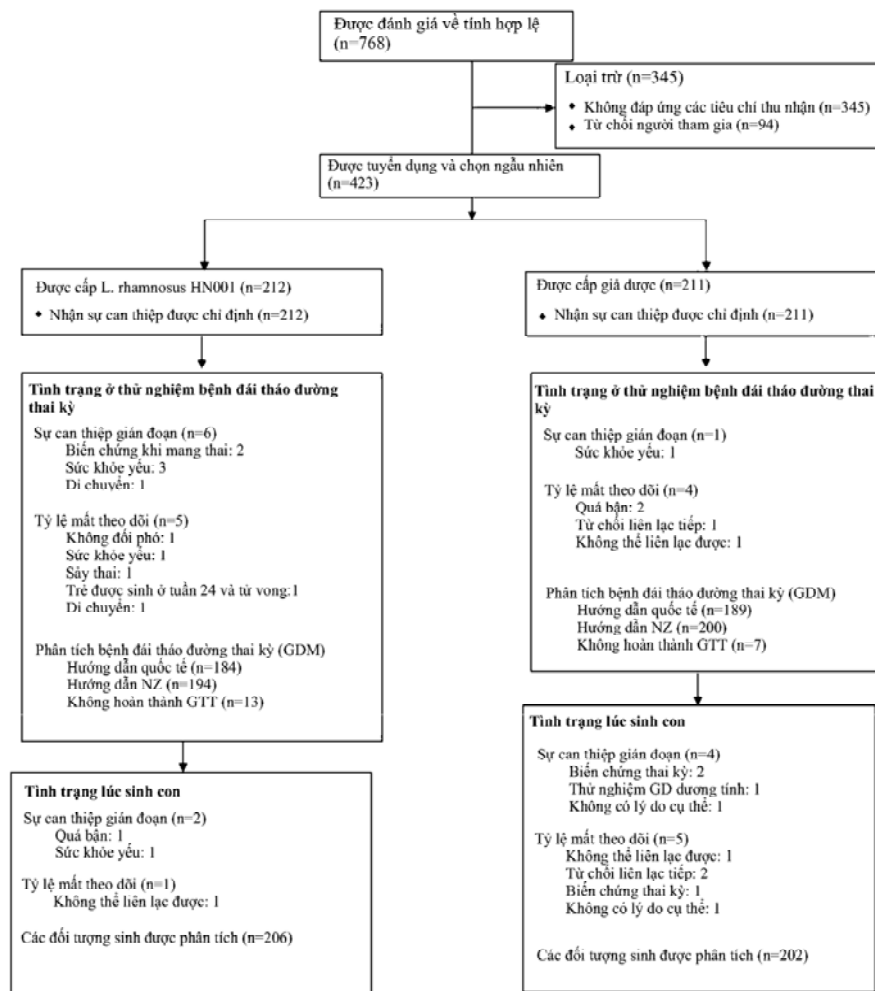 Được đánh giá về tính hợp lệ
(n=768)
Loại trừ (n=345)
♦ Không đáp ứng các tiêu chí thu nhận (n=345)
♦ Từ chối người tham gia (n=94)
Được tuyển dụng và chọn ngẫu nhiên
(n=423)
Được cấp L. rhamnosus HN001 (n=212)
♦ Nhận sự can thiệp được chỉ định (n=212)
Được cấp giả dược (n=211)
♦ Nhận sự can thiệp được chỉ định (n=211)
Tình trạng ở thử nghiệm bệnh đái tháo đường
thai kỳ
Sự can thiệp gián đoạn (n=6)
Biến chứng khi mang thai: 2
Sức khỏe yếu: 3
Di chuyển: 1
Tỷ lệ mất theo dõi (n=5)
Không đối phó: 1
Sức khỏe yếu: 1
Sảy thai: 1
Trẻ được sinh ở tuần 24 và tử vong:1
Di chuyển: 1
Phân tích bệnh đái tháo đường thai kỳ (GDM)
Hướng dẫn quốc tế (n=184)
Hướng dẫn NZ (n=194)
Không hoàn thành GTT (n=13)
Tình trạng ở thử nghiệm bệnh đái tháo đường thai
kỳ
Sự can thiệp gián đoạn (n=1)
Sức khỏe yếu: 1
Tỷ lệ mất theo dõi (n=4)
Quá bận: 2
Từ chối liên lạc tiếp: 1
Không thể liên lạc được: 1
Phân tích bệnh đái tháo đường thai kỳ (GDM)
Hướng dẫn quốc tế (n=189)
Hướng dẫn NZ (n=200)
Không hoàn thành GTT (n=7)
Tình trạng lúc sinh con
Sự can thiệp gián đoạn (n=2)
Quá bận: 1
Sức khỏe yếu: 1
Tỷ lệ mất theo dõi (n=1)
Không thể liên lạc được: 1
Các đối tượng sinh được phân tích (n=206)
Tình trạng lúc sinh con
Sự can thiệp gián đoạn (n=4)
Biến chứng thai kỳ: 2
Thử nghiệm GD dương tính: 1
Không có lý do cụ thể: 1
Tỷ lệ mất theo dõi (n=5)
Không thể liên lạc được: 1
Từ chối liên lạc tiếp: 2
Biến chứng thai kỳ: 1
Không có lý do cụ thể: 1
Các đối tượng sinh được phân tích (n=202)